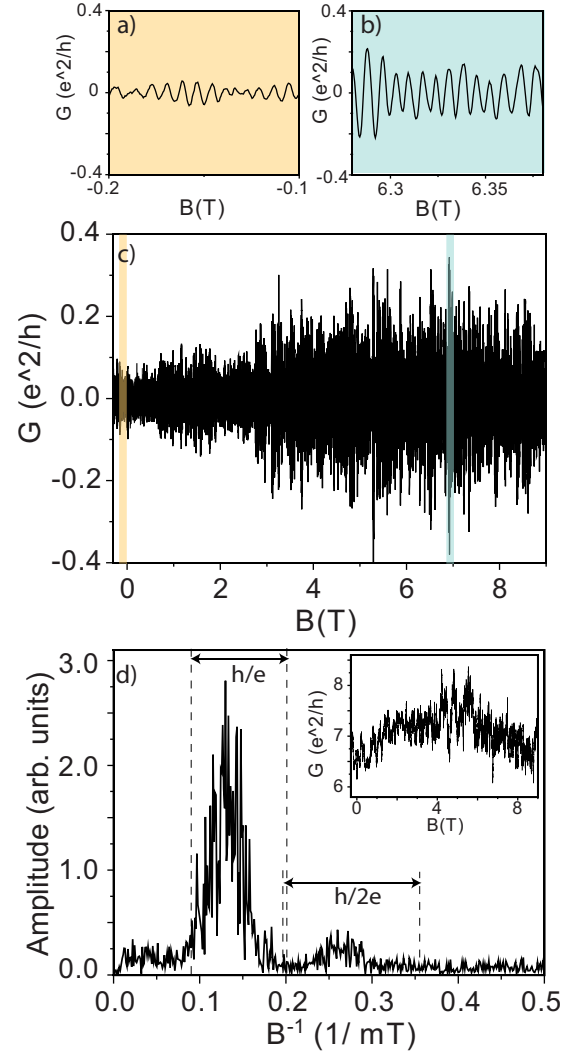 a)
G (e^2/h)
0.4
0
-0.4
-0.2
-0.1
B(T)
b)
G (e^2/h)
0.4
0
-0.4
6.3
6.35
B(T)
c)
G (e^2/h)
0.4
0.2
0.0
-0.2
-0.4
0
2
4
6
8
B(T)
d)
Amplitude (arb. units)
3.0
2.0
1.0
0.0
h/e
h/2e
G (e^2/h)
8
7
6
0
4
8
B(T)
0.0
0.1
0.2
0.3
0.4
0.5
B-1 (1/ mT)